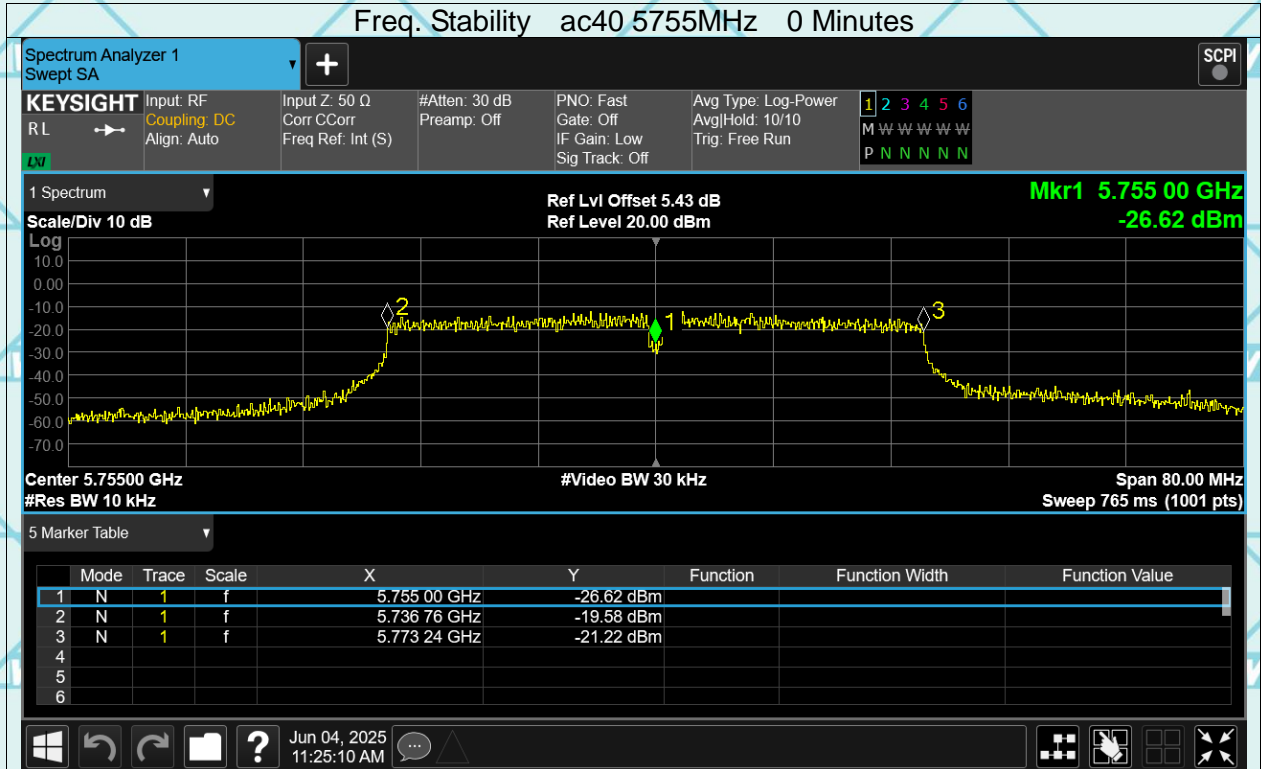 Freq. Stability ac40 5755MHz 0 Minutes
Spectrum Analyzer 1
Swept SA
SCPI
KEYSIGHT Input: RF Input Z: 50 Ω #Atten: 30 dB PNO: Fast Avg Type: Log-Power 1 2 3 4 5 6
RL Coupling: DC Corr CCorr Preamp: Off Gate: Off Avg|Hold: 10/10 M W W W W W
Align: Auto Freq Ref: Int (S) IF Gain: Low Trig: Free Run P N N N N N
LXI Sig Track: Off
1 Spectrum Ref Lvl Offset 5.43 dB Mkr1 5.755 00 GHz
Scale/Div 10 dB Ref Level 20.00 dBm -26.62 dBm
Log
10.0
0.00
-10.0 2 3
-20.0 1
-30.0
-40.0
-50.0
-60.0
-70.0
Center 5.75500 GHz #Video BW 30 kHz Span 80.00 MHz
#Res BW 10 kHz Sweep 765 ms (1001 pts)
5 Marker Table
Mode Trace Scale X Y Function Function Width Function Value
1 N 1 f 5.755 00 GHz -26.62 dBm
2 N 1 f 5.736 76 GHz -19.58 dBm
3 N 1 f 5.773 24 GHz -21.22 dBm
4
5
6
? Jun 04, 2025
11:25:10 AM